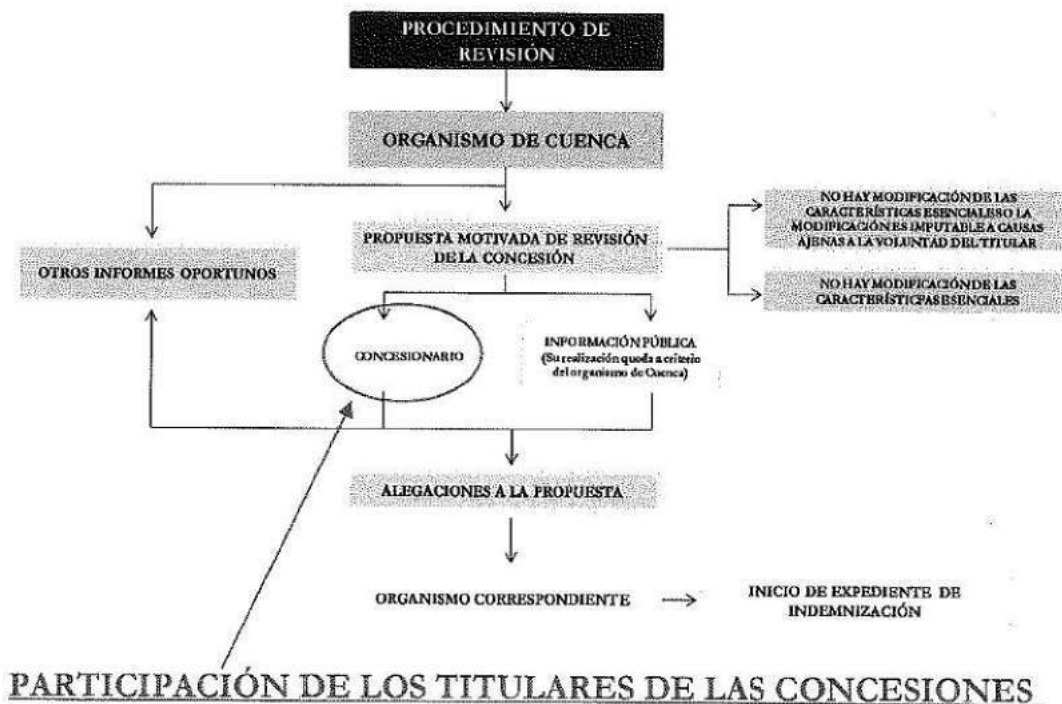 PROCEDIMIENTO DE
REVISIÓN
ORGANISMO DE CUENCA
NO HAY MODIFICACIÓN DE LAS
CARACTERÍSTICAS ESENCIALES O LA
MODIFICACIÓN ES IMPUTABLE A CAUSAS
AJENAS A LA VOLUNTAD DEL TITULAR
PROPUESTA MOTIVADA DE REVISIÓN
DE LA CONCESIÓN
OTROS INFORMES OPORTUNOS
NO HAY MODIFICACIÓN DE LAS
CARACTERÍSTICPAS ESENCIALES
CONCESIONARIO
INFORMACIÓN PÚBLICA
(Su realización queda a criterio
del organismo de Cuenca)
ALEGACIONES A LA PROPUESTA
ORGANISMO CORRESPONDIENTE
INICIO DE EXPEDIENTE DE
INDEMNIZACIÓN
PARTICIPACIÓN DE LOS TITULARES DE LAS CONCESIONES